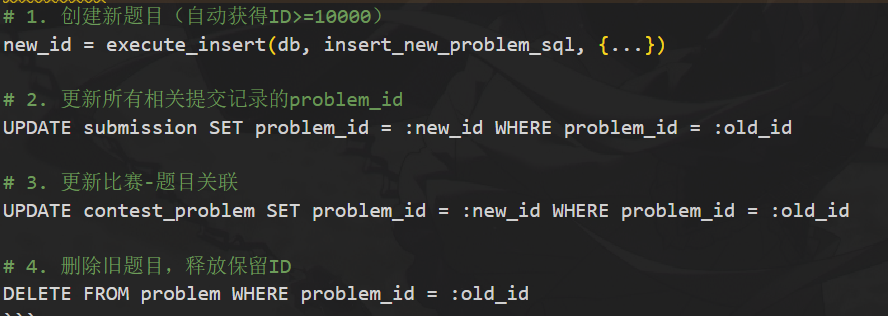 # 1. 创建新题目（自动获得ID>=10000）
new_id = execute_insert(db, insert_new_problem_sql, {...})
# 2. 更新所有相关提交记录的problem_id
UPDATE submission SET problem_id = :new_id WHERE problem_id = :old_id
# 3. 更新比赛-题目关联
UPDATE contest_problem SET problem_id = :new_id WHERE problem_id = :old_id
# 4. 删除旧题目，释放保留ID
DELETE FROM problem WHERE problem_id = :old_id
```